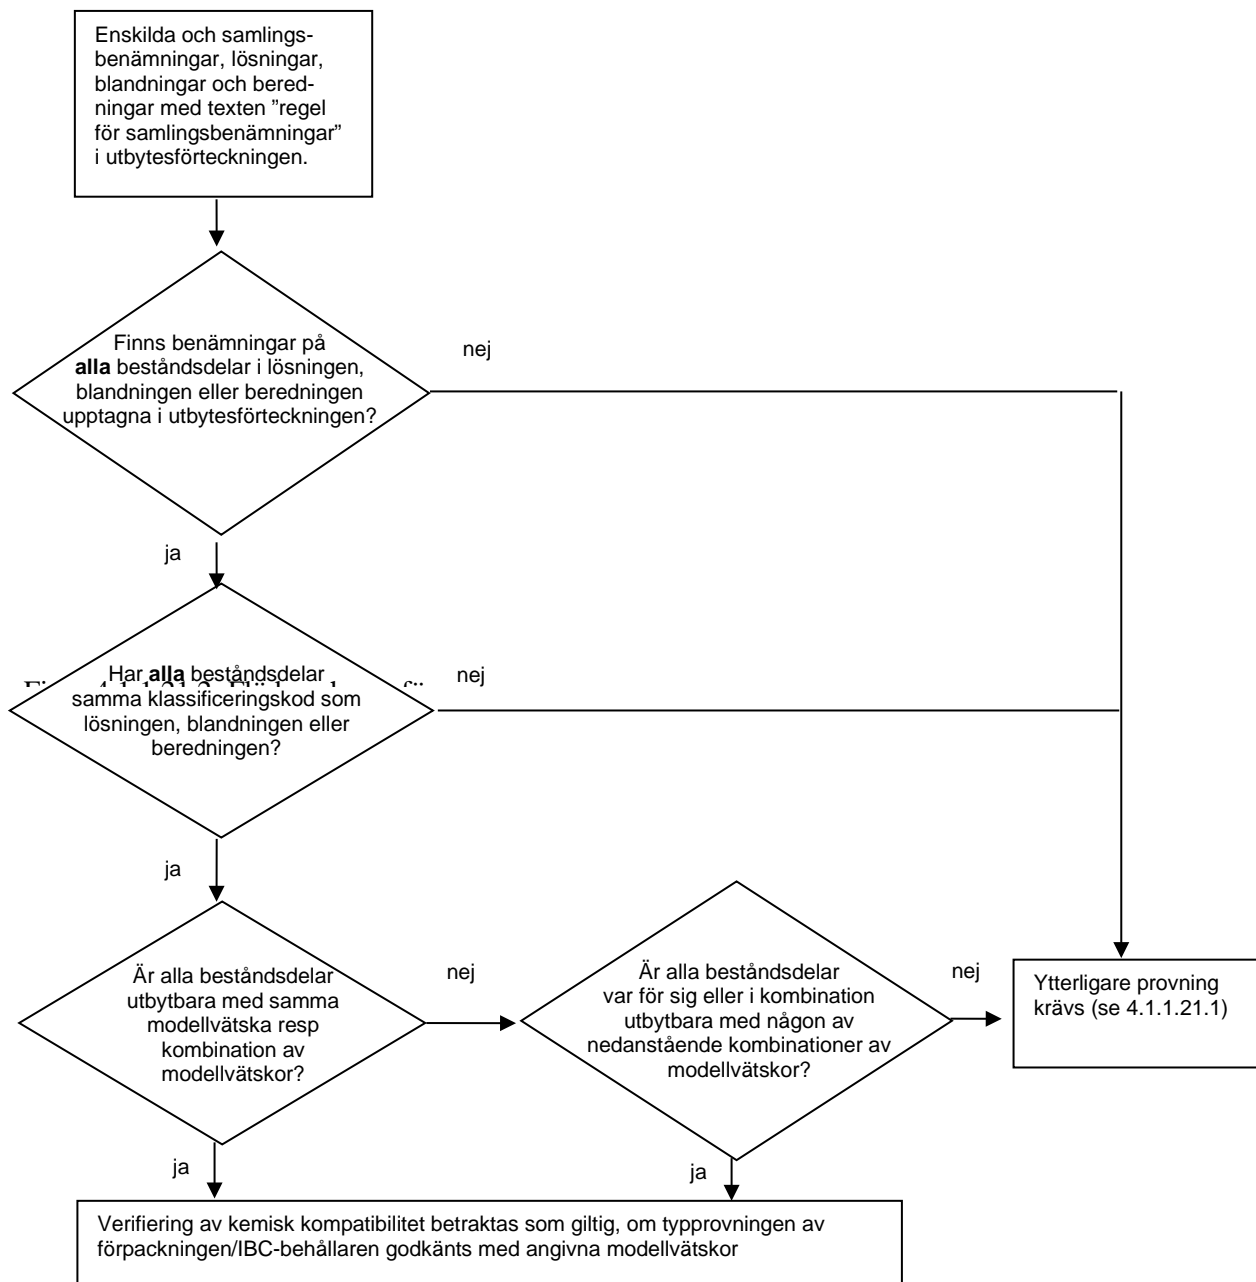 Enskilda och samlings-
benämningar, lösningar,
blandningar och bered-
ningar med texten ”regel
för samlingsbenämningar”
i utbytesförteckningen.
Finns benämningar på
alla beståndsdelar i lösningen,
blandningen eller beredningen
upptagna i utbytesförteckningen?
nej
ja
Har alla beståndsdelar
samma klassificeringskod som
lösningen, blandningen eller
beredningen?
nej
ja
Är alla beståndsdelar
utbytbara med samma
modellvätska resp
kombination av
modellvätskor?
nej
Är alla beståndsdelar
var för sig eller i kombination
utbytbara med någon av
nedanstående kombinationer av
modellvätskor?
nej
Ytterligare provning
krävs (se 4.1.1.21.1)
ja
ja
Verifiering av kemisk kompatibilitet betraktas som giltig, om typprovningen av
förpackningen/IBC-behållaren godkänts med angivna modellvätskor